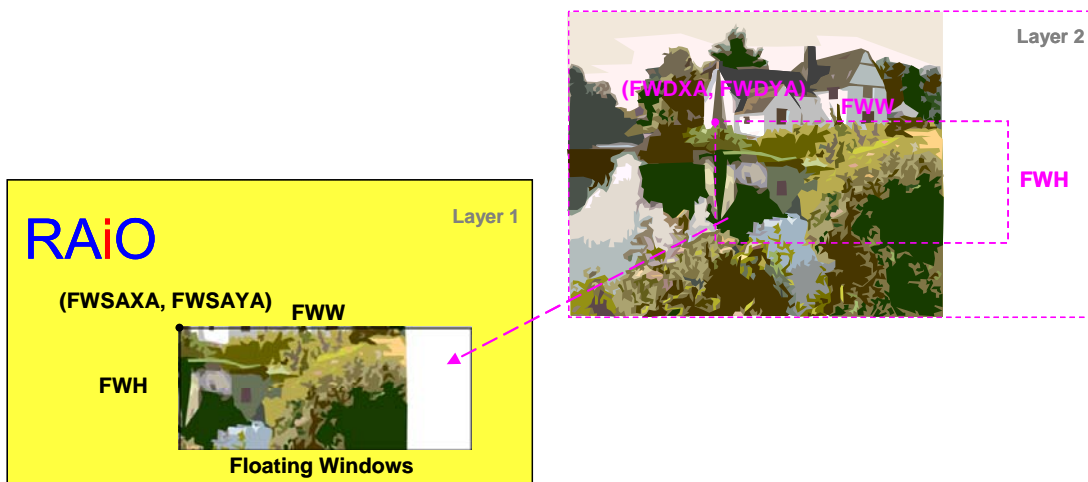 Layer 2
(FWDXA, FWDYA)
FWW
FWH
Layer 1
RAiO
(FWSAXA, FWSAYA)
FWW
FWH
Floating Windows